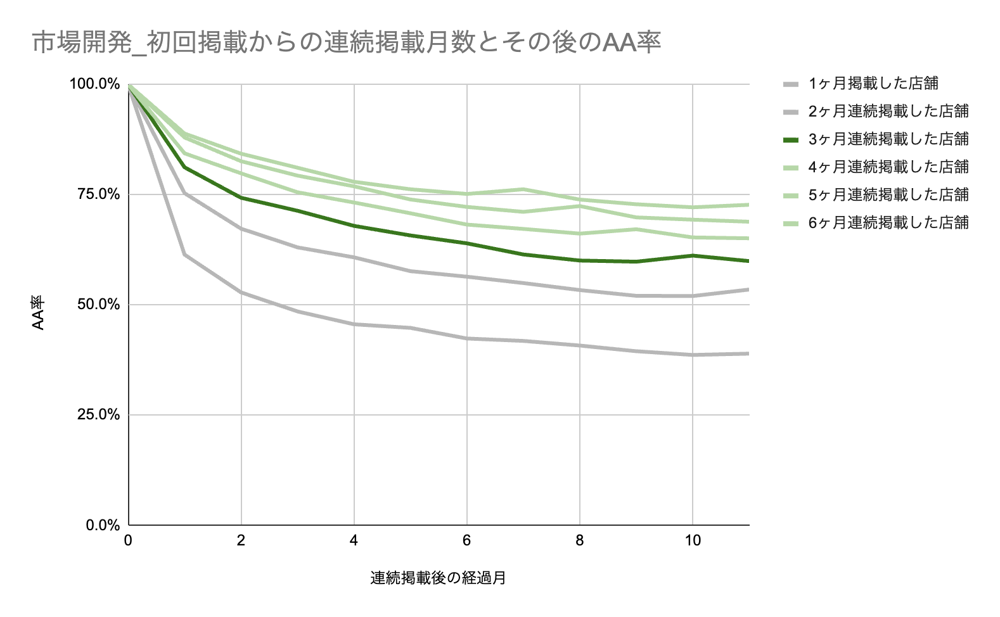 市場開発_初回掲載からの連続掲載月数とその後のAA率
100.0%
75.0%
50.0%
25.0%
0.0%
AA率
0 2 4 6 8 10
連続掲載後の経過月
1ヶ月掲載した店舗
2ヶ月連続掲載した店舗
3ヶ月連続掲載した店舗
4ヶ月連続掲載した店舗
5ヶ月連続掲載した店舗
6ヶ月連続掲載した店舗